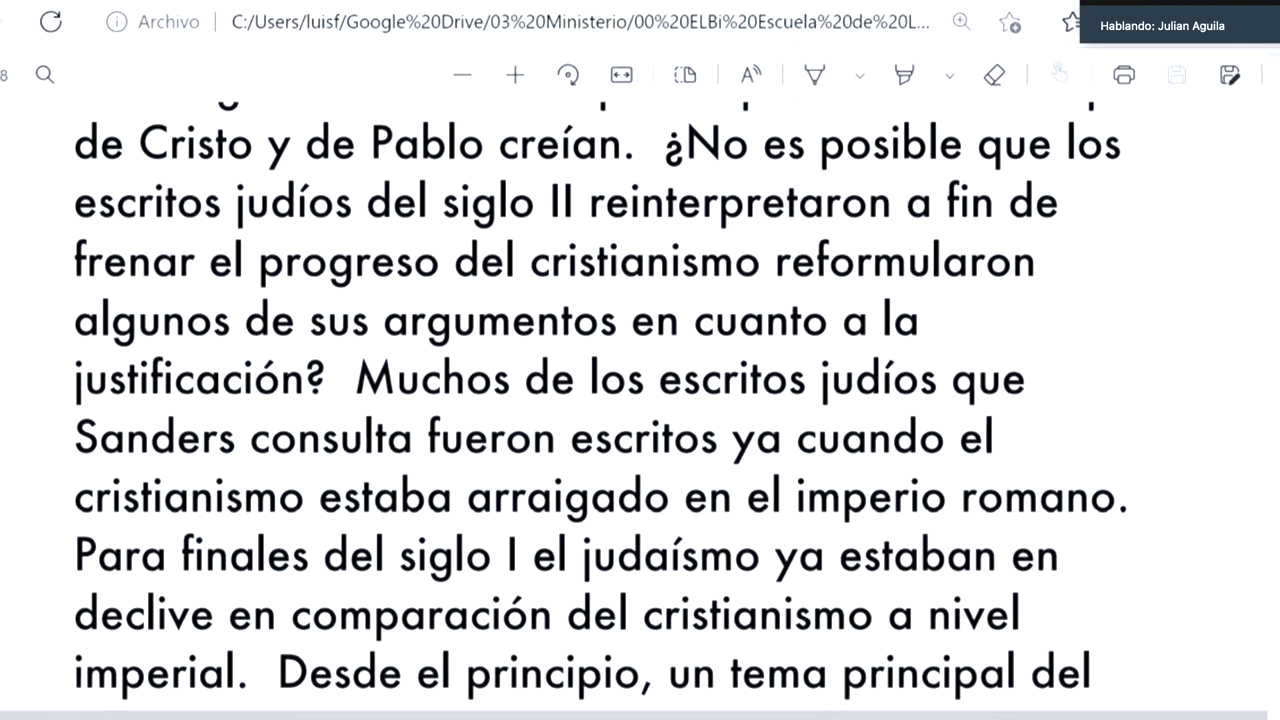 Archivo
C:/Users/luisf/Google%20Drive/03%20Ministerio/00%20ELBi%20Escuela%20de%20L...
Hablando: Julian Aguila
8
de Cristo y de Pablo creían. ¿No es posible que los
escritos judíos del siglo II reinterpretaron a fin de
frenar el progreso del cristianismo reformularon
algunos de sus argumentos en cuanto a la
justificación? Muchos de los escritos judíos que
Sanders consulta fueron escritos ya cuando el
cristianismo estaba arraigado en el imperio romano.
Para finales del siglo I el judaísmo ya estaban en
declive en comparación del cristianismo a nivel
imperial. Desde el principio, un tema principal del